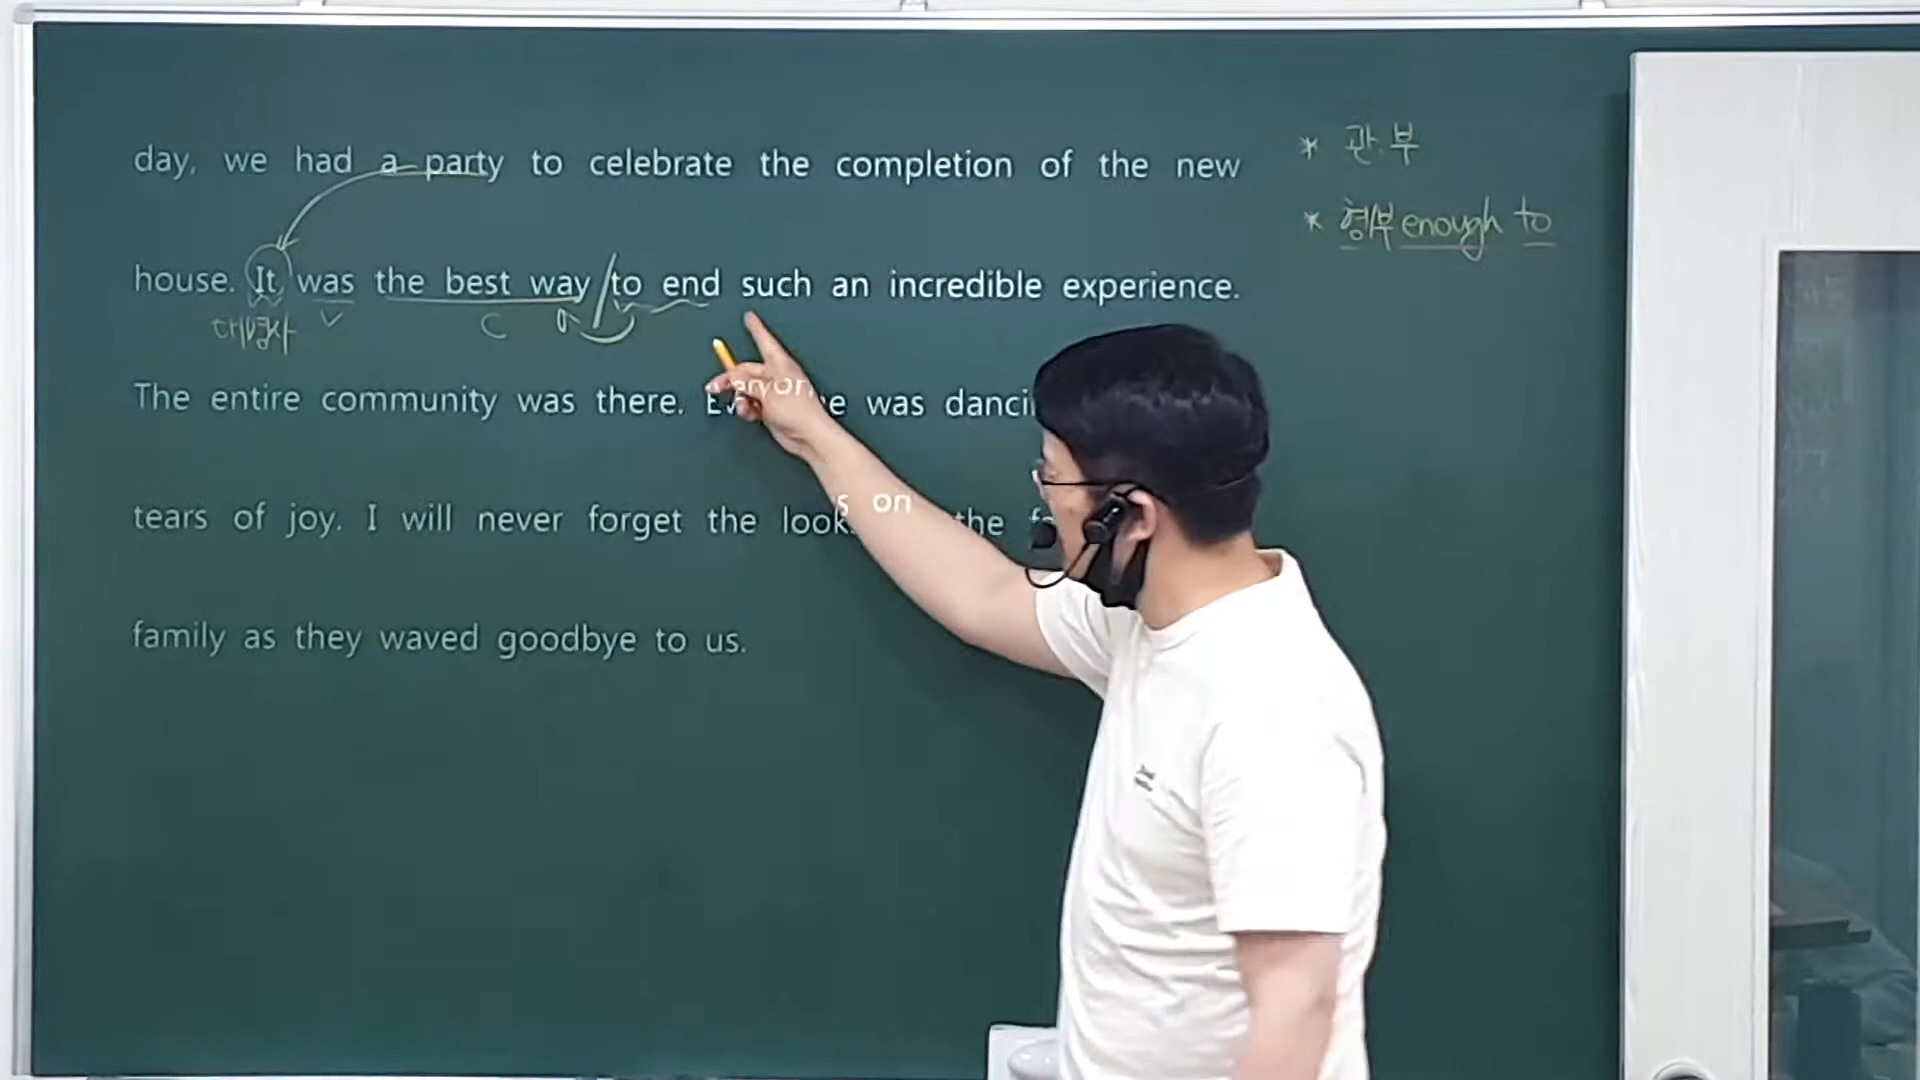 day, we had a party to celebrate the completion of the new
house. It was the best way / to end such an incredible experience.
대명사 V C
The entire community was there. was danci
tears of joy. I will never forget the looks on the
family as they waved goodbye to us.
* 관.부
* 형/부 enough to